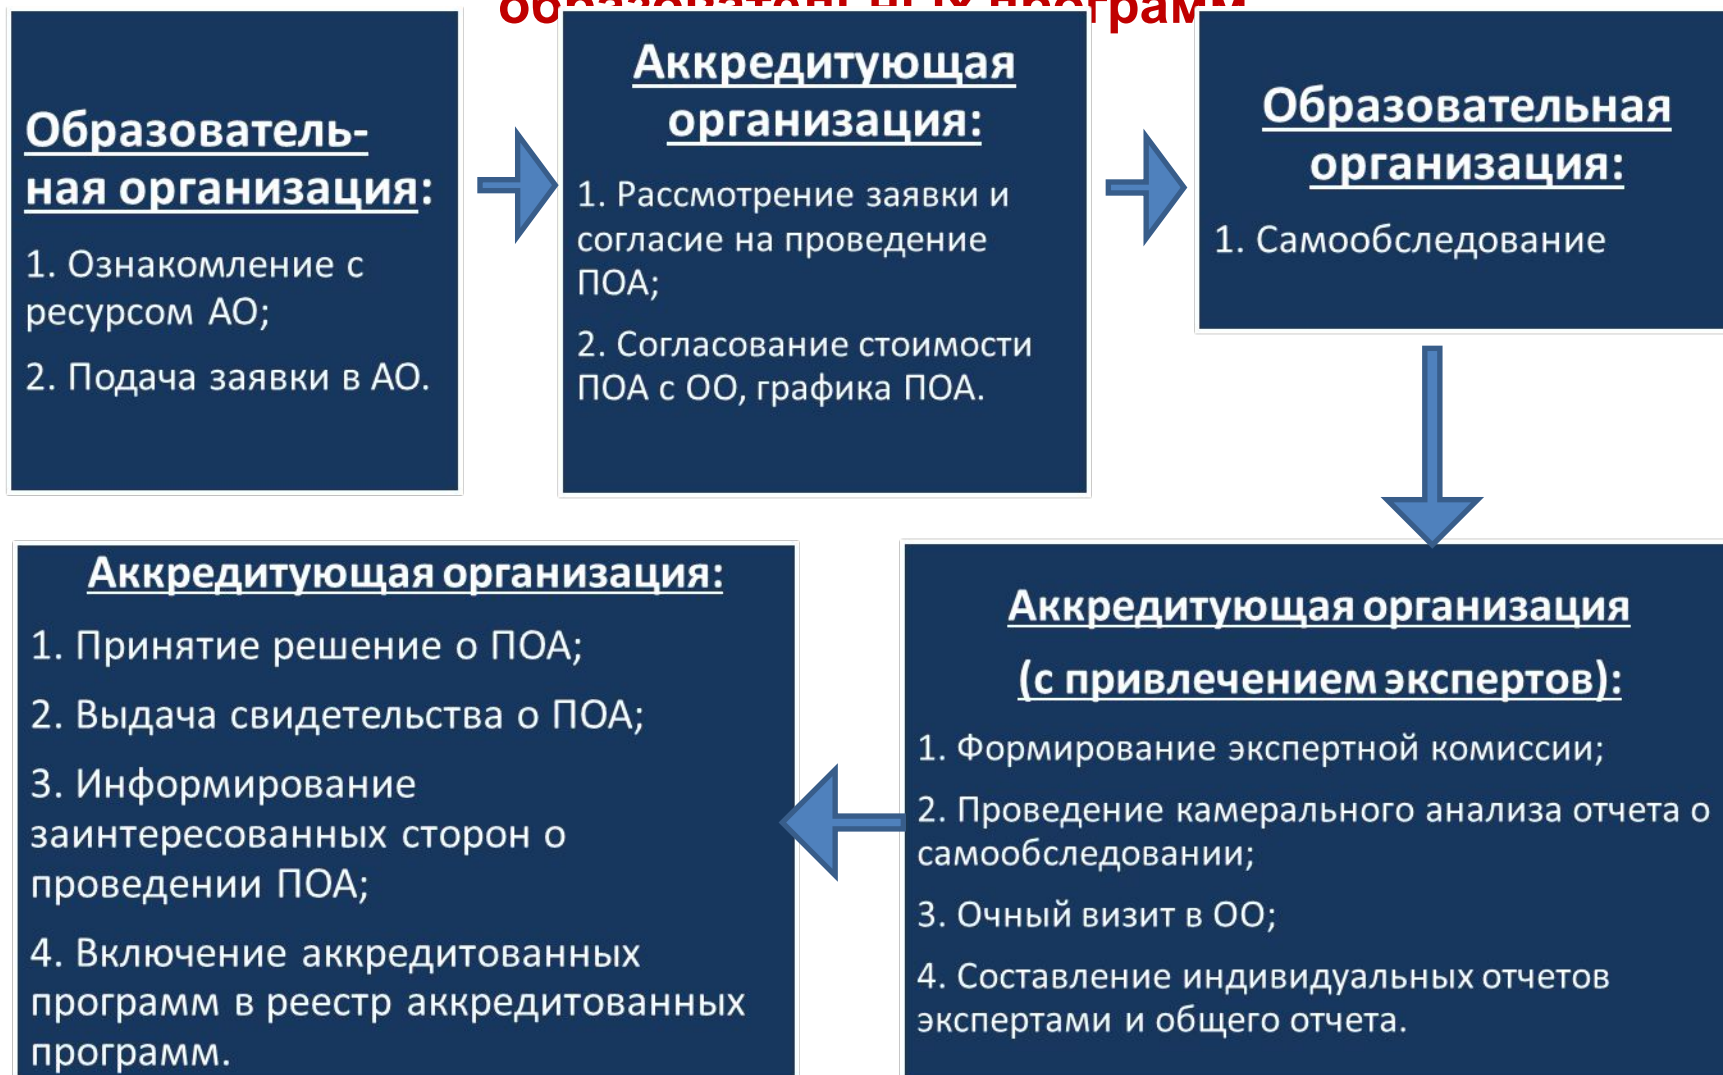 образовательных программ
Образователь-
ная организация:
1. Ознакомление с
ресурсом АО;
2. Подача заявки в АО.
Аккредитующая
организация:
1. Рассмотрение заявки и
согласие на проведение
ПОА;
2. Согласование стоимости
ПОА с ОО, графика ПОА.
Образовательная
организация:
1. Самообследование
Аккредитующая организация
(с привлечением экспертов):
1. Формирование экспертной комиссии;
2. Проведение камерального анализа отчета о
самообследовании;
3. Очный визит в ОО;
4. Составление индивидуальных отчетов
экспертами и общего отчета.
Аккредитующая организация:
1. Принятие решение о ПОА;
2. Выдача свидетельства о ПОА;
3. Информирование
заинтересованных сторон о
проведении ПОА;
4. Включение аккредитованных
программ в реестр аккредитованных
программ.